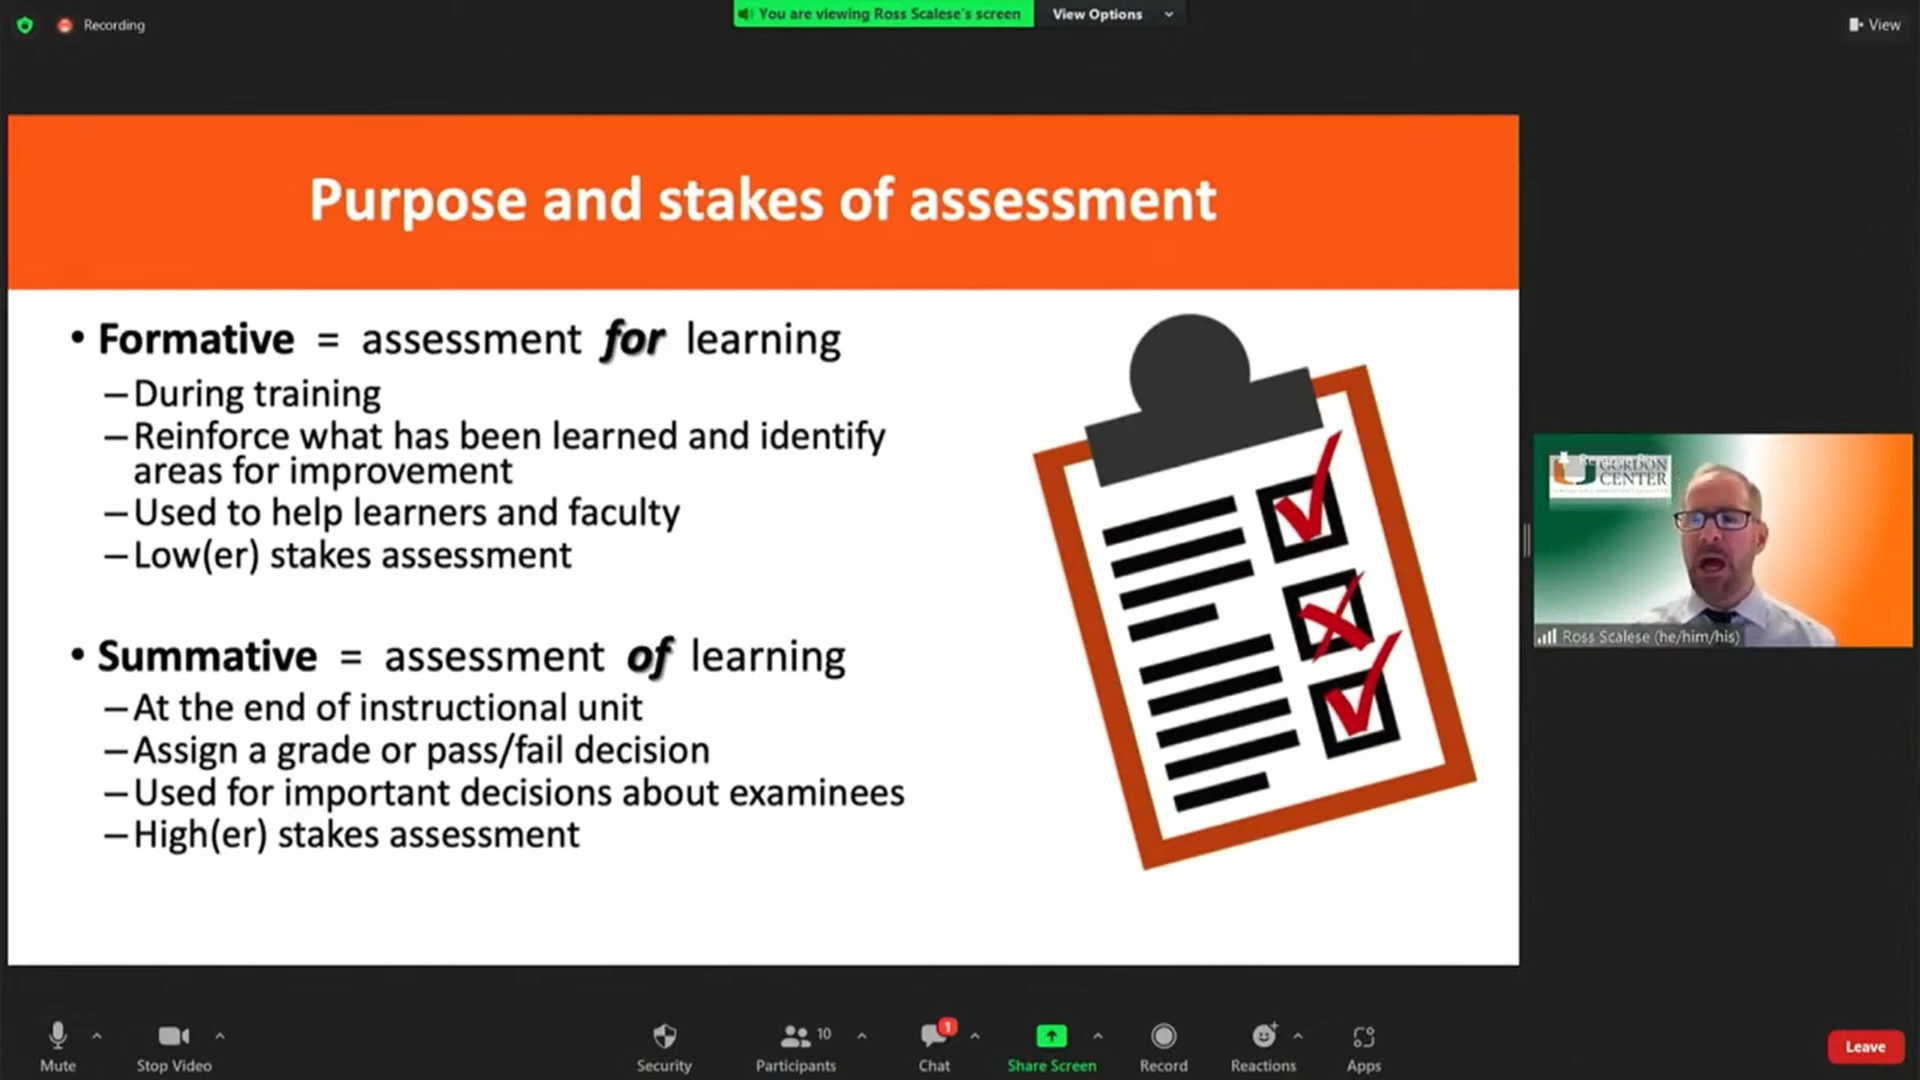 Recording
You are viewing Ross Scalese's screen
View Options
View
Purpose and stakes of assessment
• Formative = assessment for learning
–During training
–Reinforce what has been learned and identify
areas for improvement
–Used to help learners and faculty
–Low(er) stakes assessment
• Summative = assessment of learning
–At the end of instructional unit
–Assign a grade or pass/fail decision
–Used for important decisions about examinees
–High(er) stakes assessment
GORDON
CENTER
Ross Scalese (he/him/his)
Mute
Stop Video
Security
Participants
10
Chat
1
Share Screen
Record
Reactions
Apps
Leave